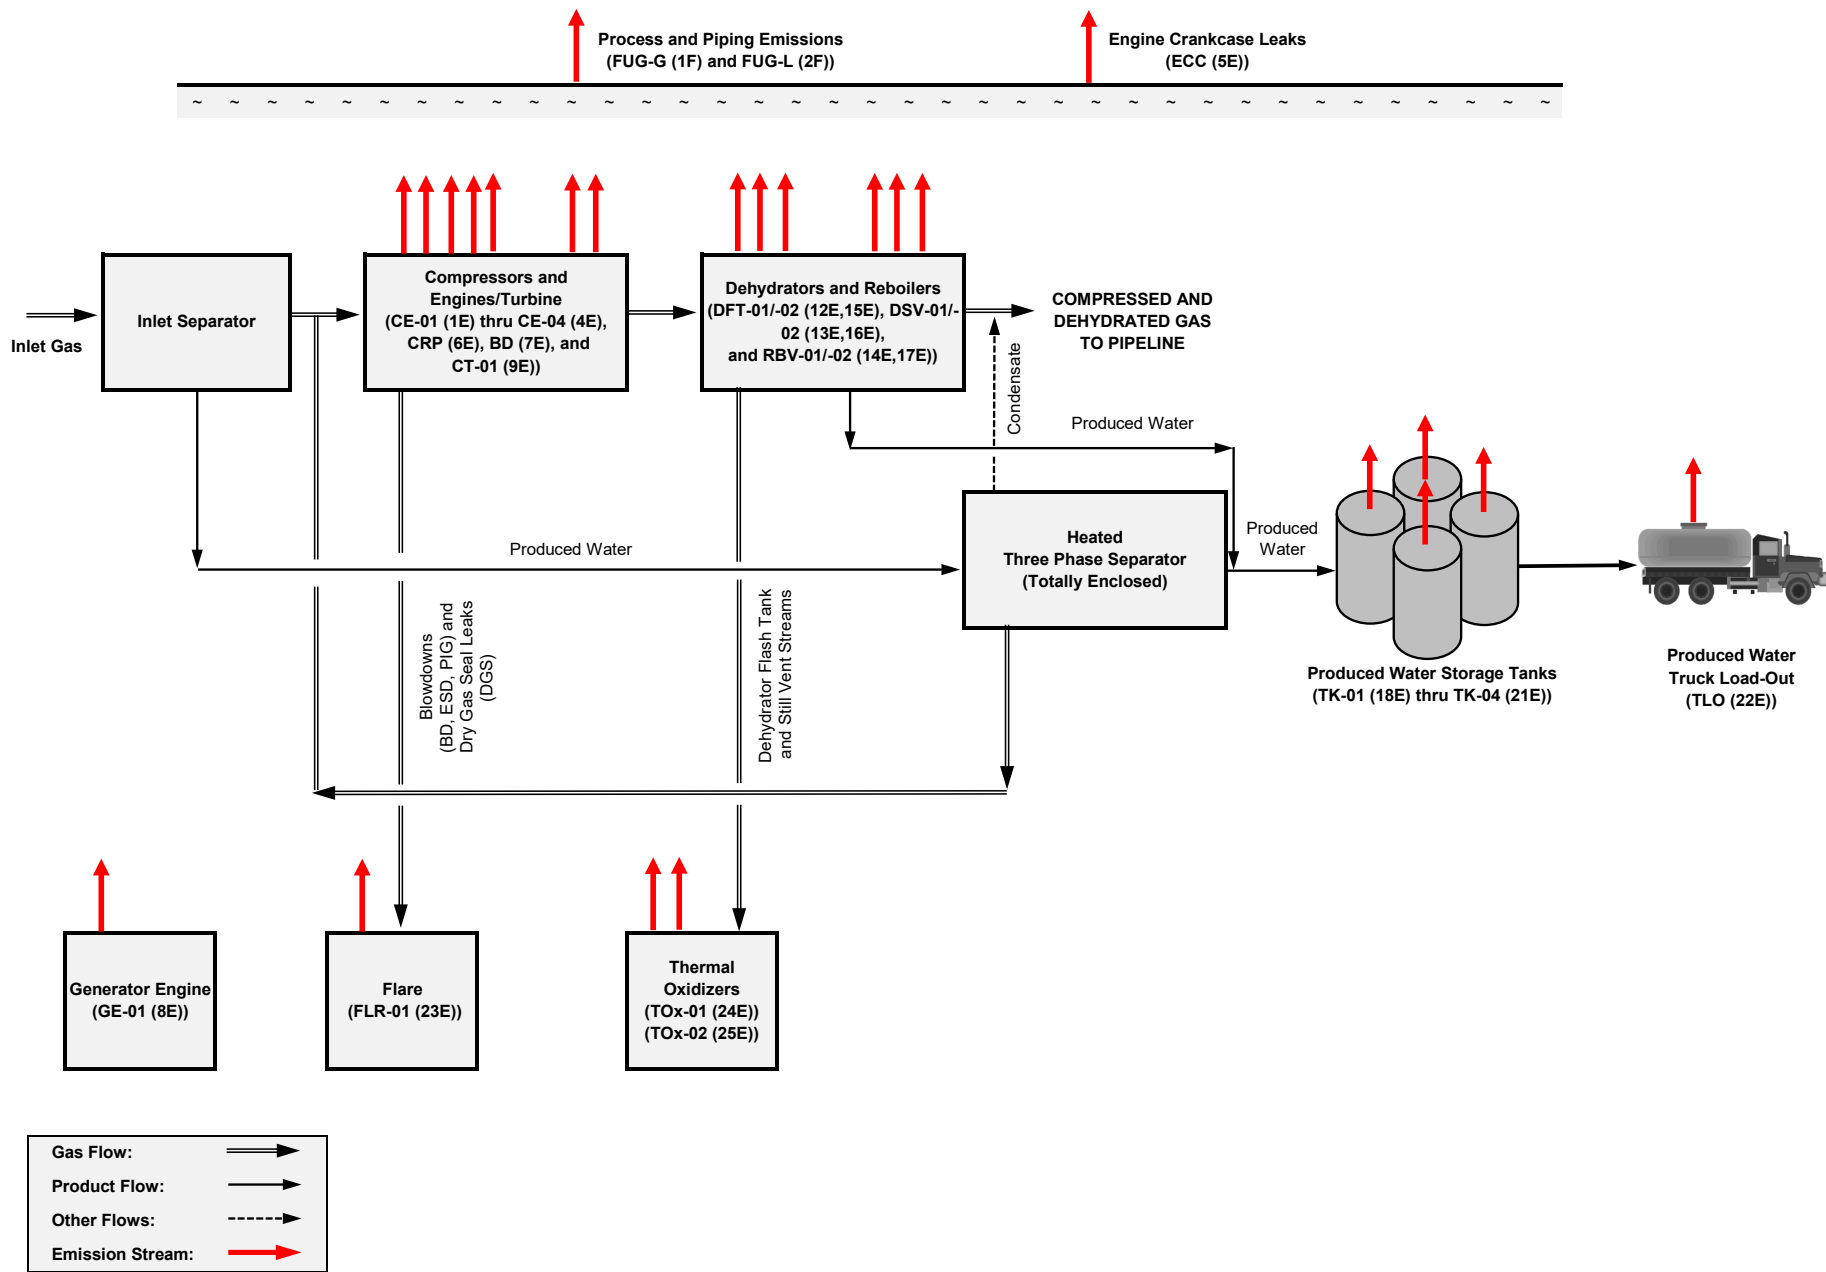 Process and Piping Emissions
(FUG-G (1F) and FUG-L (2F))
Engine Crankcase Leaks
(ECC (5E))
~ ~ ~ ~ ~ ~ ~ ~ ~ ~ ~ ~ ~ ~ ~ ~ ~ ~ ~ ~ ~ ~ ~ ~ ~ ~ ~ ~ ~ ~ ~ ~ ~ ~ ~ ~ ~
Inlet Gas
Inlet Separator
Compressors and
Engines/Turbine
(CE-01 (1E) thru CE-04 (4E),
CRP (6E), BD (7E), and
CT-01 (9E))
Dehydrators and Reboilers
(DFT-01/-02 (12E,15E), DSV-01/-
02 (13E,16E),
and RBV-01/-02 (14E,17E))
COMPRESSED AND
DEHYDRATED GAS
TO PIPELINE
Condensate
Produced Water
Produced Water
Heated
Three Phase Separator
(Totally Enclosed)
Produced
Water
Blowdowns
(BD, ESD, PIG) and
Dry Gas Seal Leaks
(DGS)
Dehydrator Flash Tank
and Still Vent Streams
Produced Water Storage Tanks
(TK-01 (18E) thru TK-04 (21E))
Produced Water
Truck Load-Out
(TLO (22E))
Generator Engine
(GE-01 (8E))
Flare
(FLR-01 (23E))
Thermal
Oxidizers
(TOx-01 (24E))
(TOx-02 (25E))
Gas Flow:
Product Flow:
Other Flows:
Emission Stream: